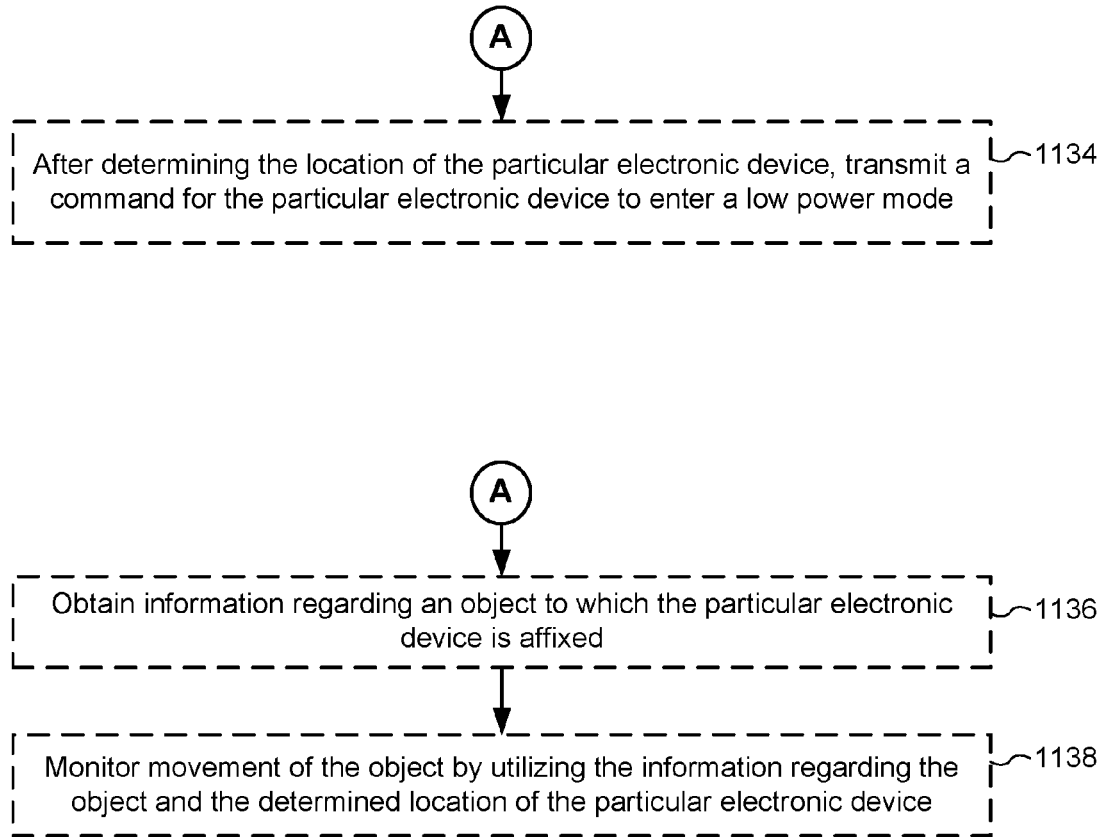 A
After determining the location of the particular electronic device, transmit a
command for the particular electronic device to enter a low power mode
1134
A
Obtain information regarding an object to which the particular electronic
device is affixed
1136
Monitor movement of the object by utilizing the information regarding the
object and the determined location of the particular electronic device
1138